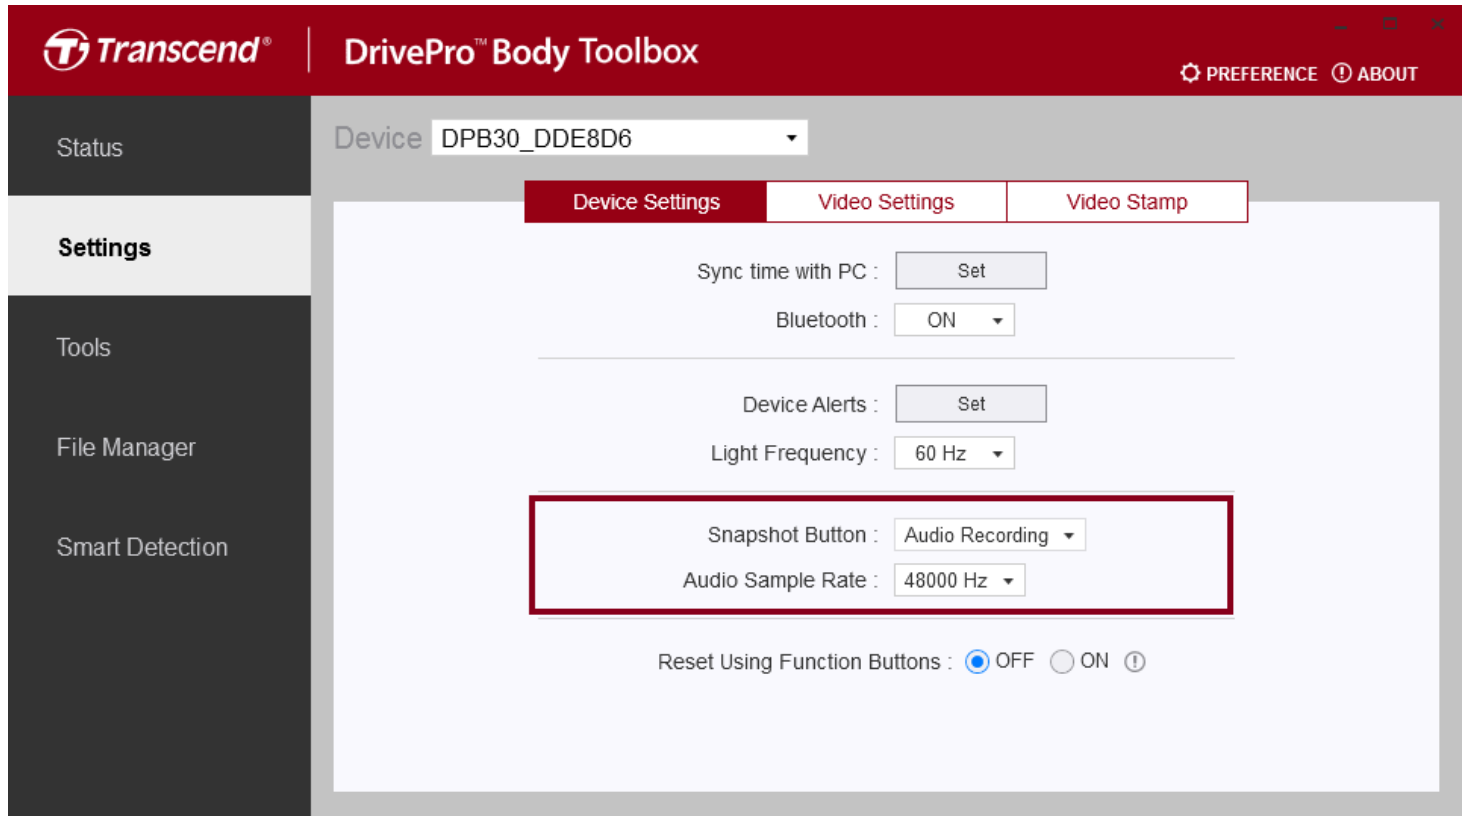 Transcend® DrivePro™ Body Toolbox
PREFERENCE ABOUT
Status
Settings
Tools
File Manager
Smart Detection
Device DPB30_DDE8D6
Device Settings Video Settings Video Stamp
Sync time with PC : Set
Bluetooth : ON
Device Alerts : Set
Light Frequency : 60 Hz
Snapshot Button : Audio Recording
Audio Sample Rate : 48000 Hz
Reset Using Function Buttons : OFF ON